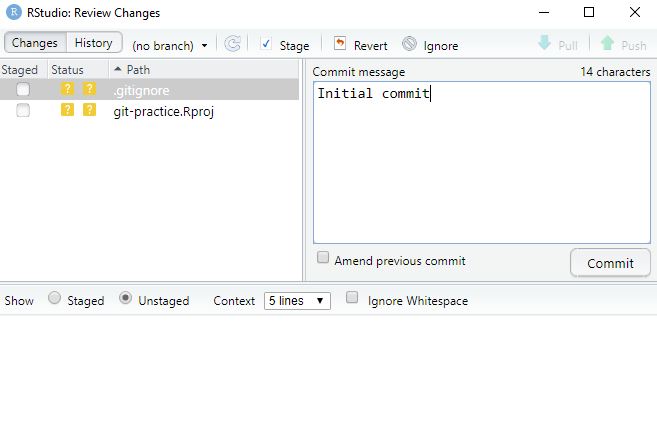 R RStudio: Review Changes
Changes History (no branch) Stage Revert Ignore Pull Push
Staged Status Path
? ? .gitignore
? ? git-practice.Rproj
Commit message 14 characters
Initial commit
Amend previous commit Commit
Show Staged Unstaged Context 5 lines Ignore Whitespace